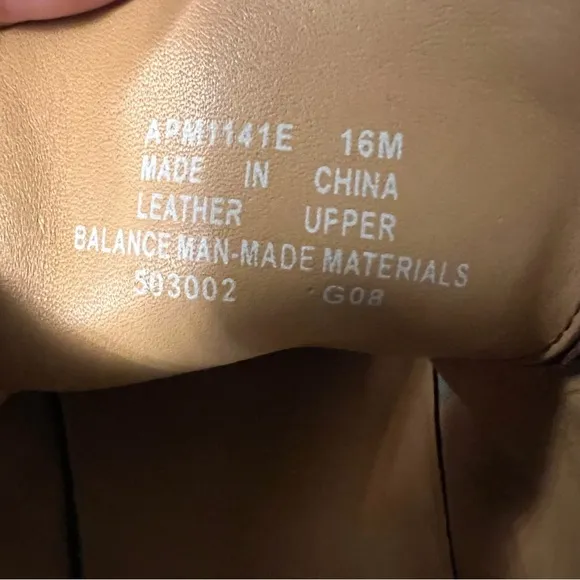 APM1141E 16M
MADE IN CHINA
LEATHER UPPER
BALANCE MAN-MADE MATERIALS
503002 G08